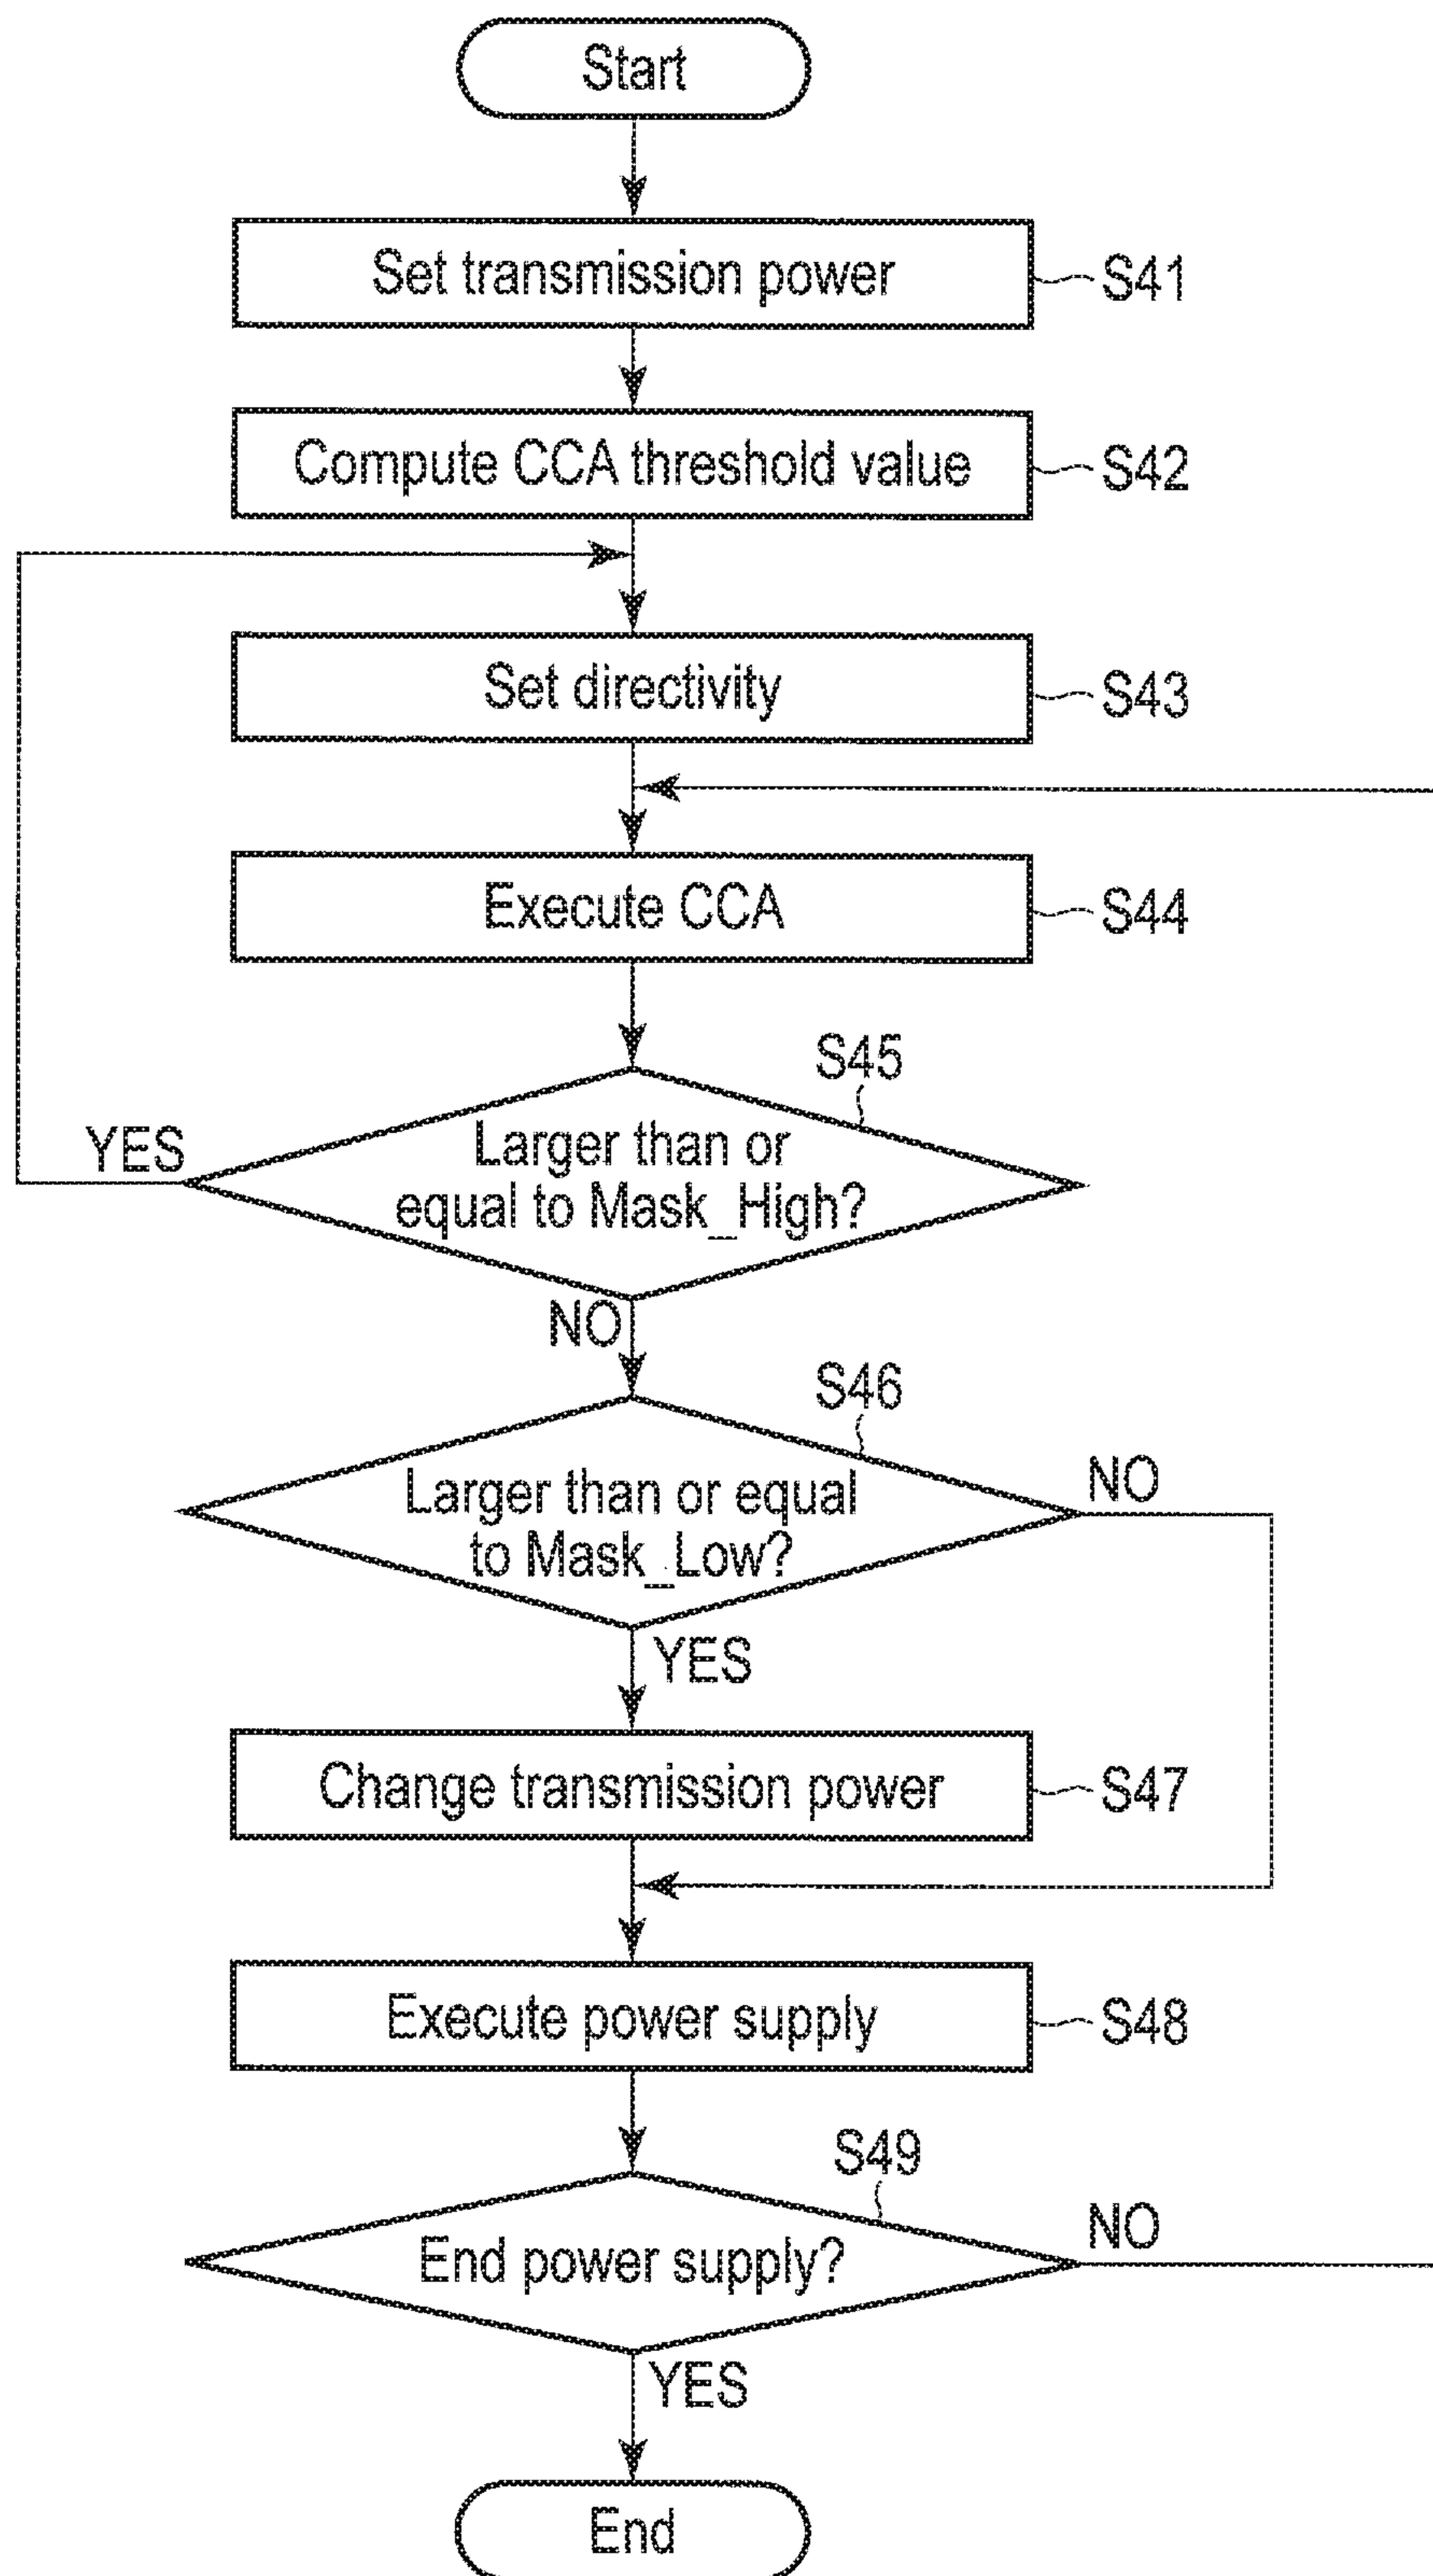 Start
Set transmission power
S41
Compute CCA threshold value
S42
Set directivity
S43
Execute CCA
S44
S45
YES
Larger than or
equal to Mask_High?
NO
S46
Larger than or equal
to Mask_Low?
NO
YES
Change transmission power
S47
Execute power supply
S48
S49
End power supply?
NO
YES
End